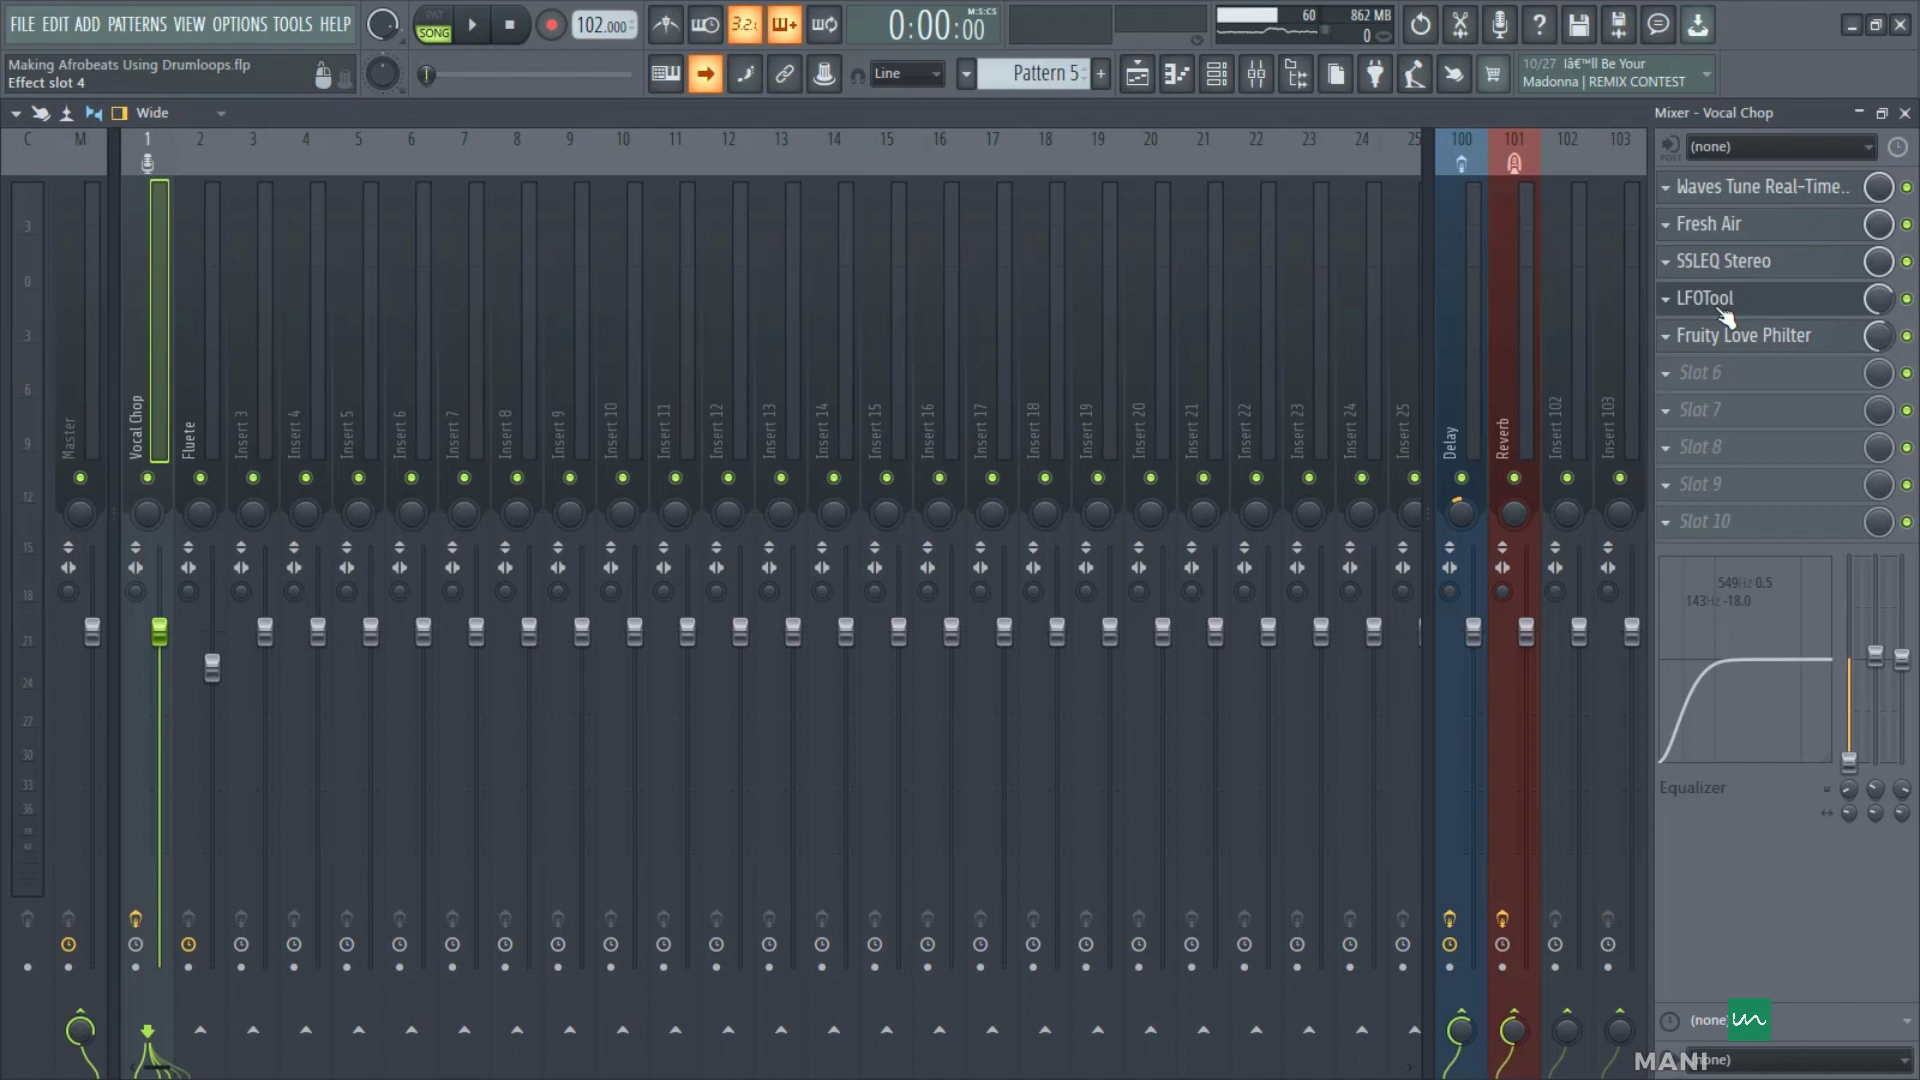 FILE EDIT ADD PATTERNS VIEW OPTIONS TOOLS HELP
PAT
SONG
102.000
3.2.
0:00:00
M:S:CS
60
862 MB
0
Making Afrobeats Using Drumloops.flp
Effect slot 4
Line
Pattern 5
+
10/27 Iâ€™ll Be Your
Madonna | REMIX CONTEST
Wide
Mixer - Vocal Chop
C M 1 2 3 4 5 6 7 8 9 10 11 12 13 14 15 16 17 18 19 20 21 22 23 24 25 100 101 102 103
POST
(none)
Waves Tune Real-Time..
Fresh Air
SSLEQ Stereo
LFOTool
Fruity Love Philter
Slot 6
Slot 7
Slot 8
Slot 9
Slot 10
3
0
3
6
9
12
15
18
21
24
27
30
33
36
Master
Vocal Chop
Fluete
Insert 3
Insert 4
Insert 5
Insert 6
Insert 7
Insert 8
Insert 9
Insert 10
Insert 11
Insert 12
Insert 13
Insert 14
Insert 15
Insert 16
Insert 17
Insert 18
Insert 19
Insert 20
Insert 21
Insert 22
Insert 23
Insert 24
Insert 25
Delay
Reverb
Insert 102
Insert 103
549Hz 0.5
143Hz -18.0
Equalizer
(none)
MANI